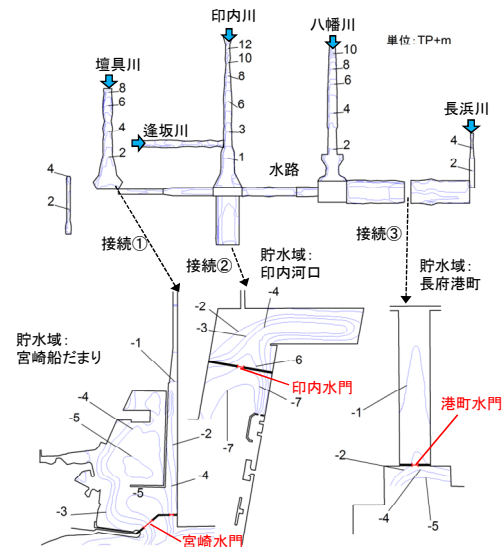 単位：TP+m
印内川
八幡川
壇具川
長浜川
12
10
8
6
3
1
10
8
6
4
2
8
6
4
2
逢坂川
4
2
4
2
水路
接続①
接続②
接続③
貯水域：
印内河口
貯水域：
長府港町
貯水域：
宮崎船だまり
-1
-4
-5
-2
-4
-5
-3
宮崎水門
-2
-3
-4
6
印内水門
-7
-7
-1
港町水門
-2
-4
-5